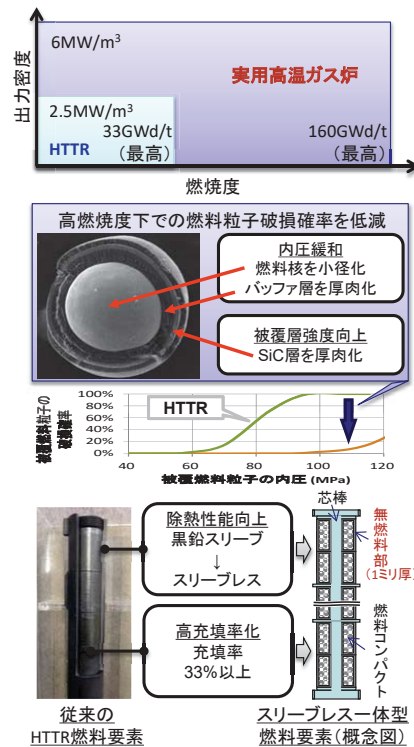 出力密度
6MW/m³
実用高温ガス炉
2.5MW/m³
33GWd/t
(最高)
HTTR
160GWd/t
(最高)
燃焼度
高燃焼度下での燃料粒子破損確率を低減
内圧緩和
燃料核を小径化
バッファ層を厚肉化
被覆層強度向上
SiC層を厚肉化
被覆燃料粒子の
破損確率
100%
80%
60%
40%
20%
0%
HTTR
40
60
80
100
120
被覆燃料粒子の内圧 (MPa)
除熱性能向上
黒鉛スリーブ
↓
スリーブレス
高充填率化
充填率
33%以上
芯棒
無燃料部
(1ミリ厚)
燃料コンパクト
従来の
HTTR燃料要素
スリーブレス一体型
燃料要素(概念図)